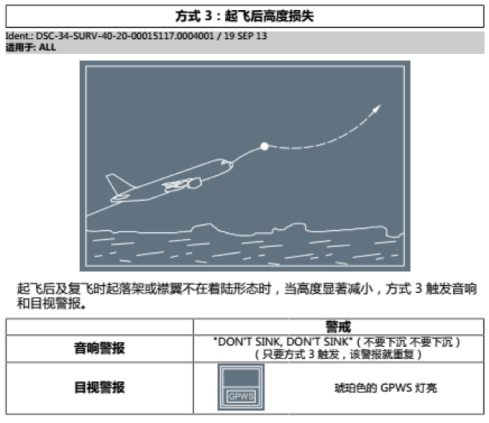 方式 3：起飞后高度损失
Ident.: DSC-34-SURV-40-20-00015117.0004001 / 19 SEP 13
适用于: ALL
起飞后及复飞时起落架或襟翼不在着陆形态时，当高度显著减小，方式 3 触发音响
和目视警报。
警戒
音响警报
"DON'T SINK, DON'T SINK"（不要下沉 不要下沉）
（只要方式 3 触发，该警报就重复）
目视警报
GPWS
琥珀色的 GPWS 灯亮